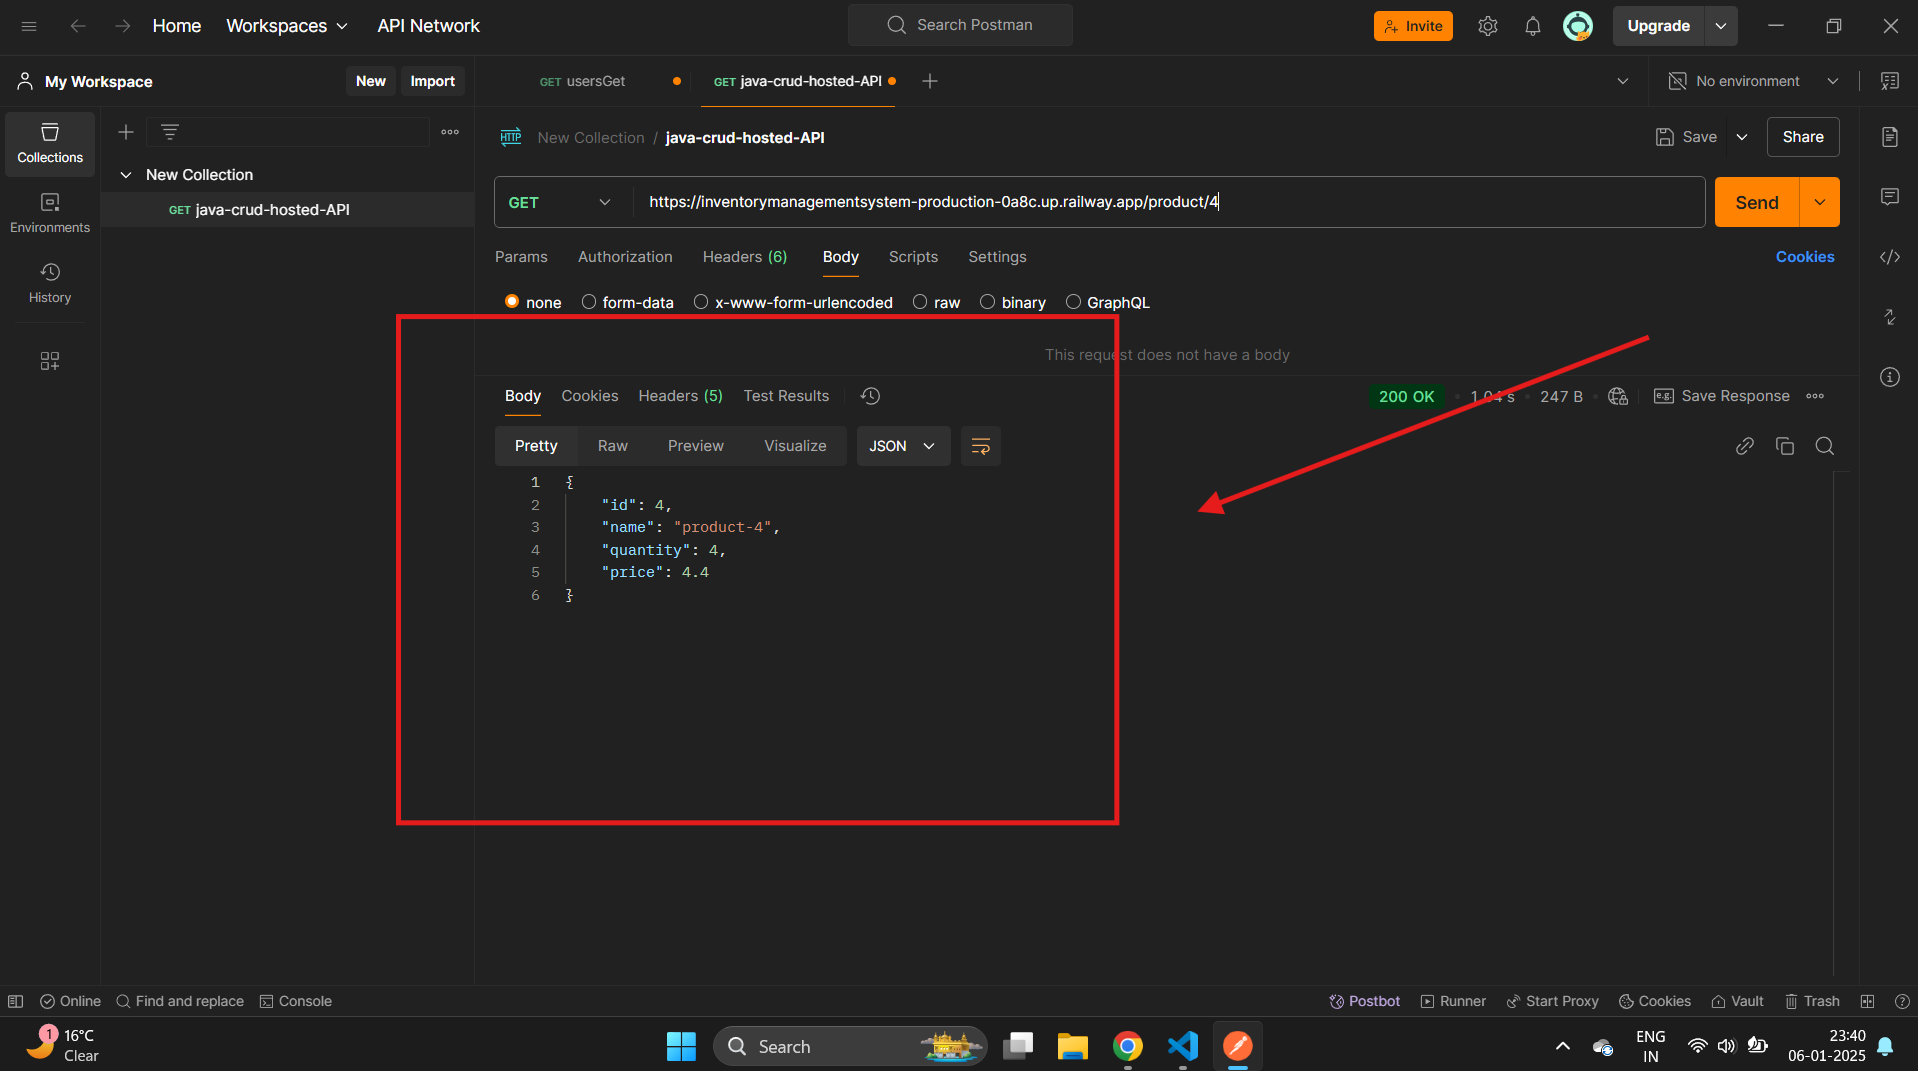 Home Workspaces API Network Search Postman Invite Upgrade
My Workspace New Import GET usersGet GET java-crud-hosted-API No environment
Collections
New Collection
GET java-crud-hosted-API
Environments
History
HTTP New Collection / java-crud-hosted-API Save Share
GET https://inventorymanagementsystem-production-0a8c.up.railway.app/product/4 Send
Params Authorization Headers (6) Body Scripts Settings Cookies
none form-data x-www-form-urlencoded raw binary GraphQL
This request does not have a body
Body Cookies Headers (5) Test Results 200 OK 1.04 s 247 B e.g. Save Response
Pretty Raw Preview Visualize JSON
1 {
2 "id": 4,
3 "name": "product-4",
4 "quantity": 4,
5 "price": 4.4
6 }
Online Find and replace Console Postbot Runner Start Proxy Cookies Vault Trash
1 16°C
Clear
Search
ENG
IN
23:40
06-01-2025